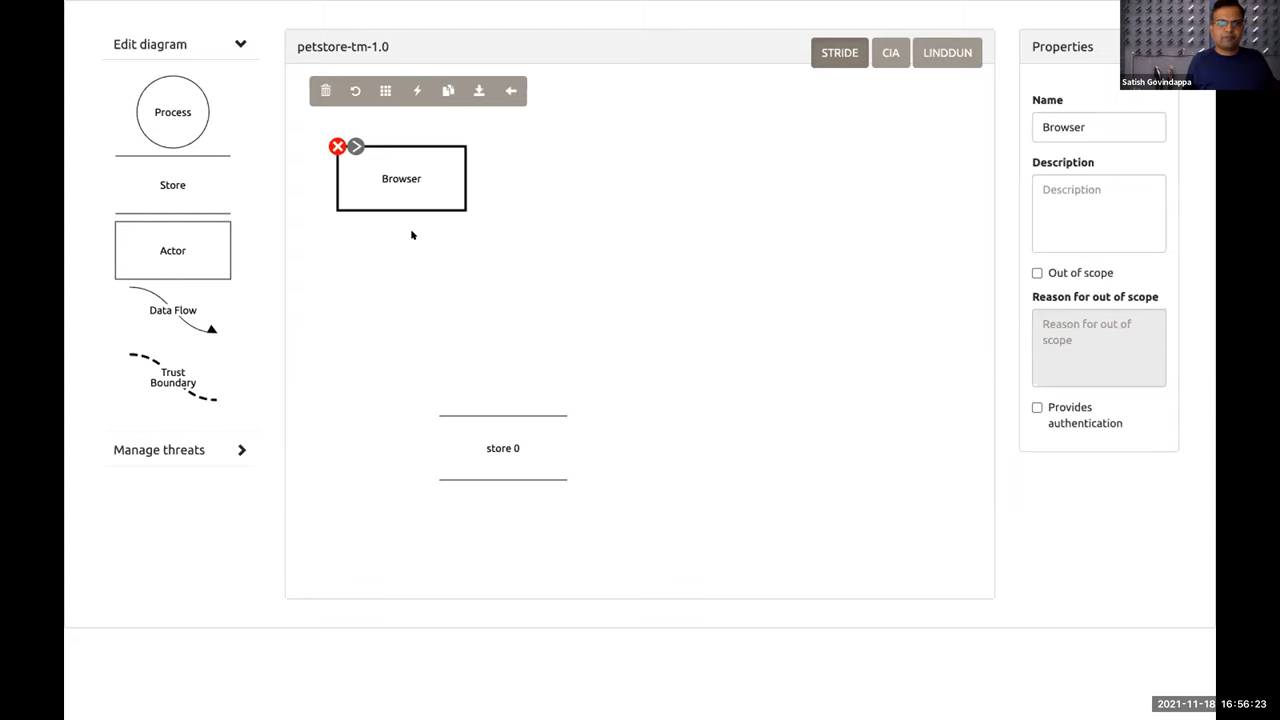 Edit diagram
Process
Store
Actor
Data Flow
Trust
Boundary
Manage threats
petstore-tm-1.0
STRIDE
CIA
LINDDUN
Browser
store 0
Properties
Name
Browser
Description
Description
Out of scope
Reason for out of scope
Reason for out of
scope
Provides
authentication
Satish Govindappa
2021-11-18 16:56:23